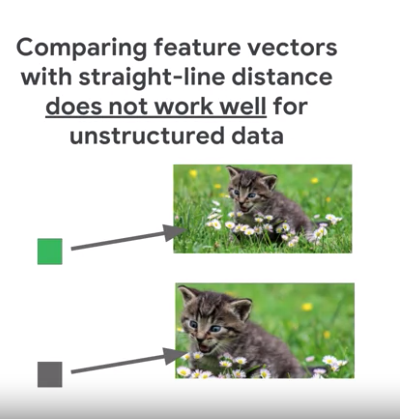 Comparing feature vectors
with straight-line distance
does not work well for
unstructured data